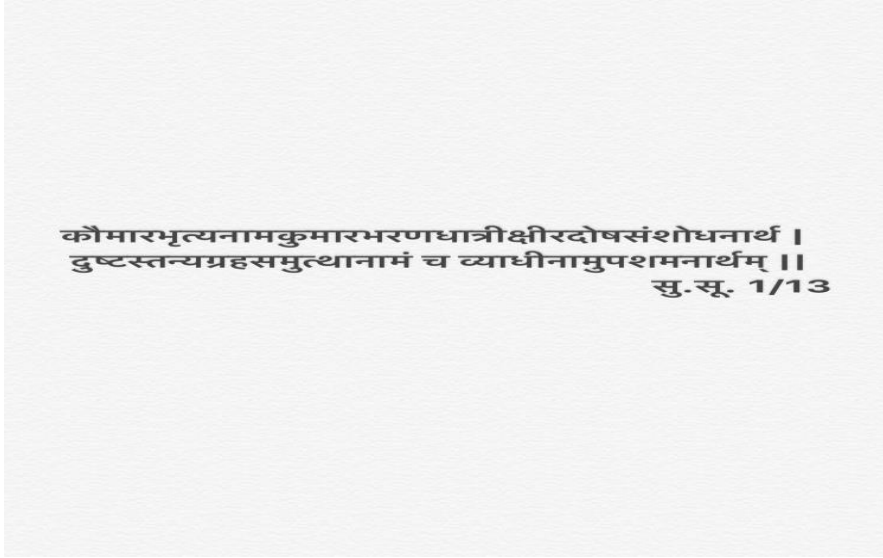 कौमारभृत्यनामकुमारभरणधात्रीक्षीरदोषसंशोधनार्थ |
दुष्टस्तन्यग्रहसमुत्थानामं च व्याधीनामुपशमनार्थम् ||
सु.सू. 1/13